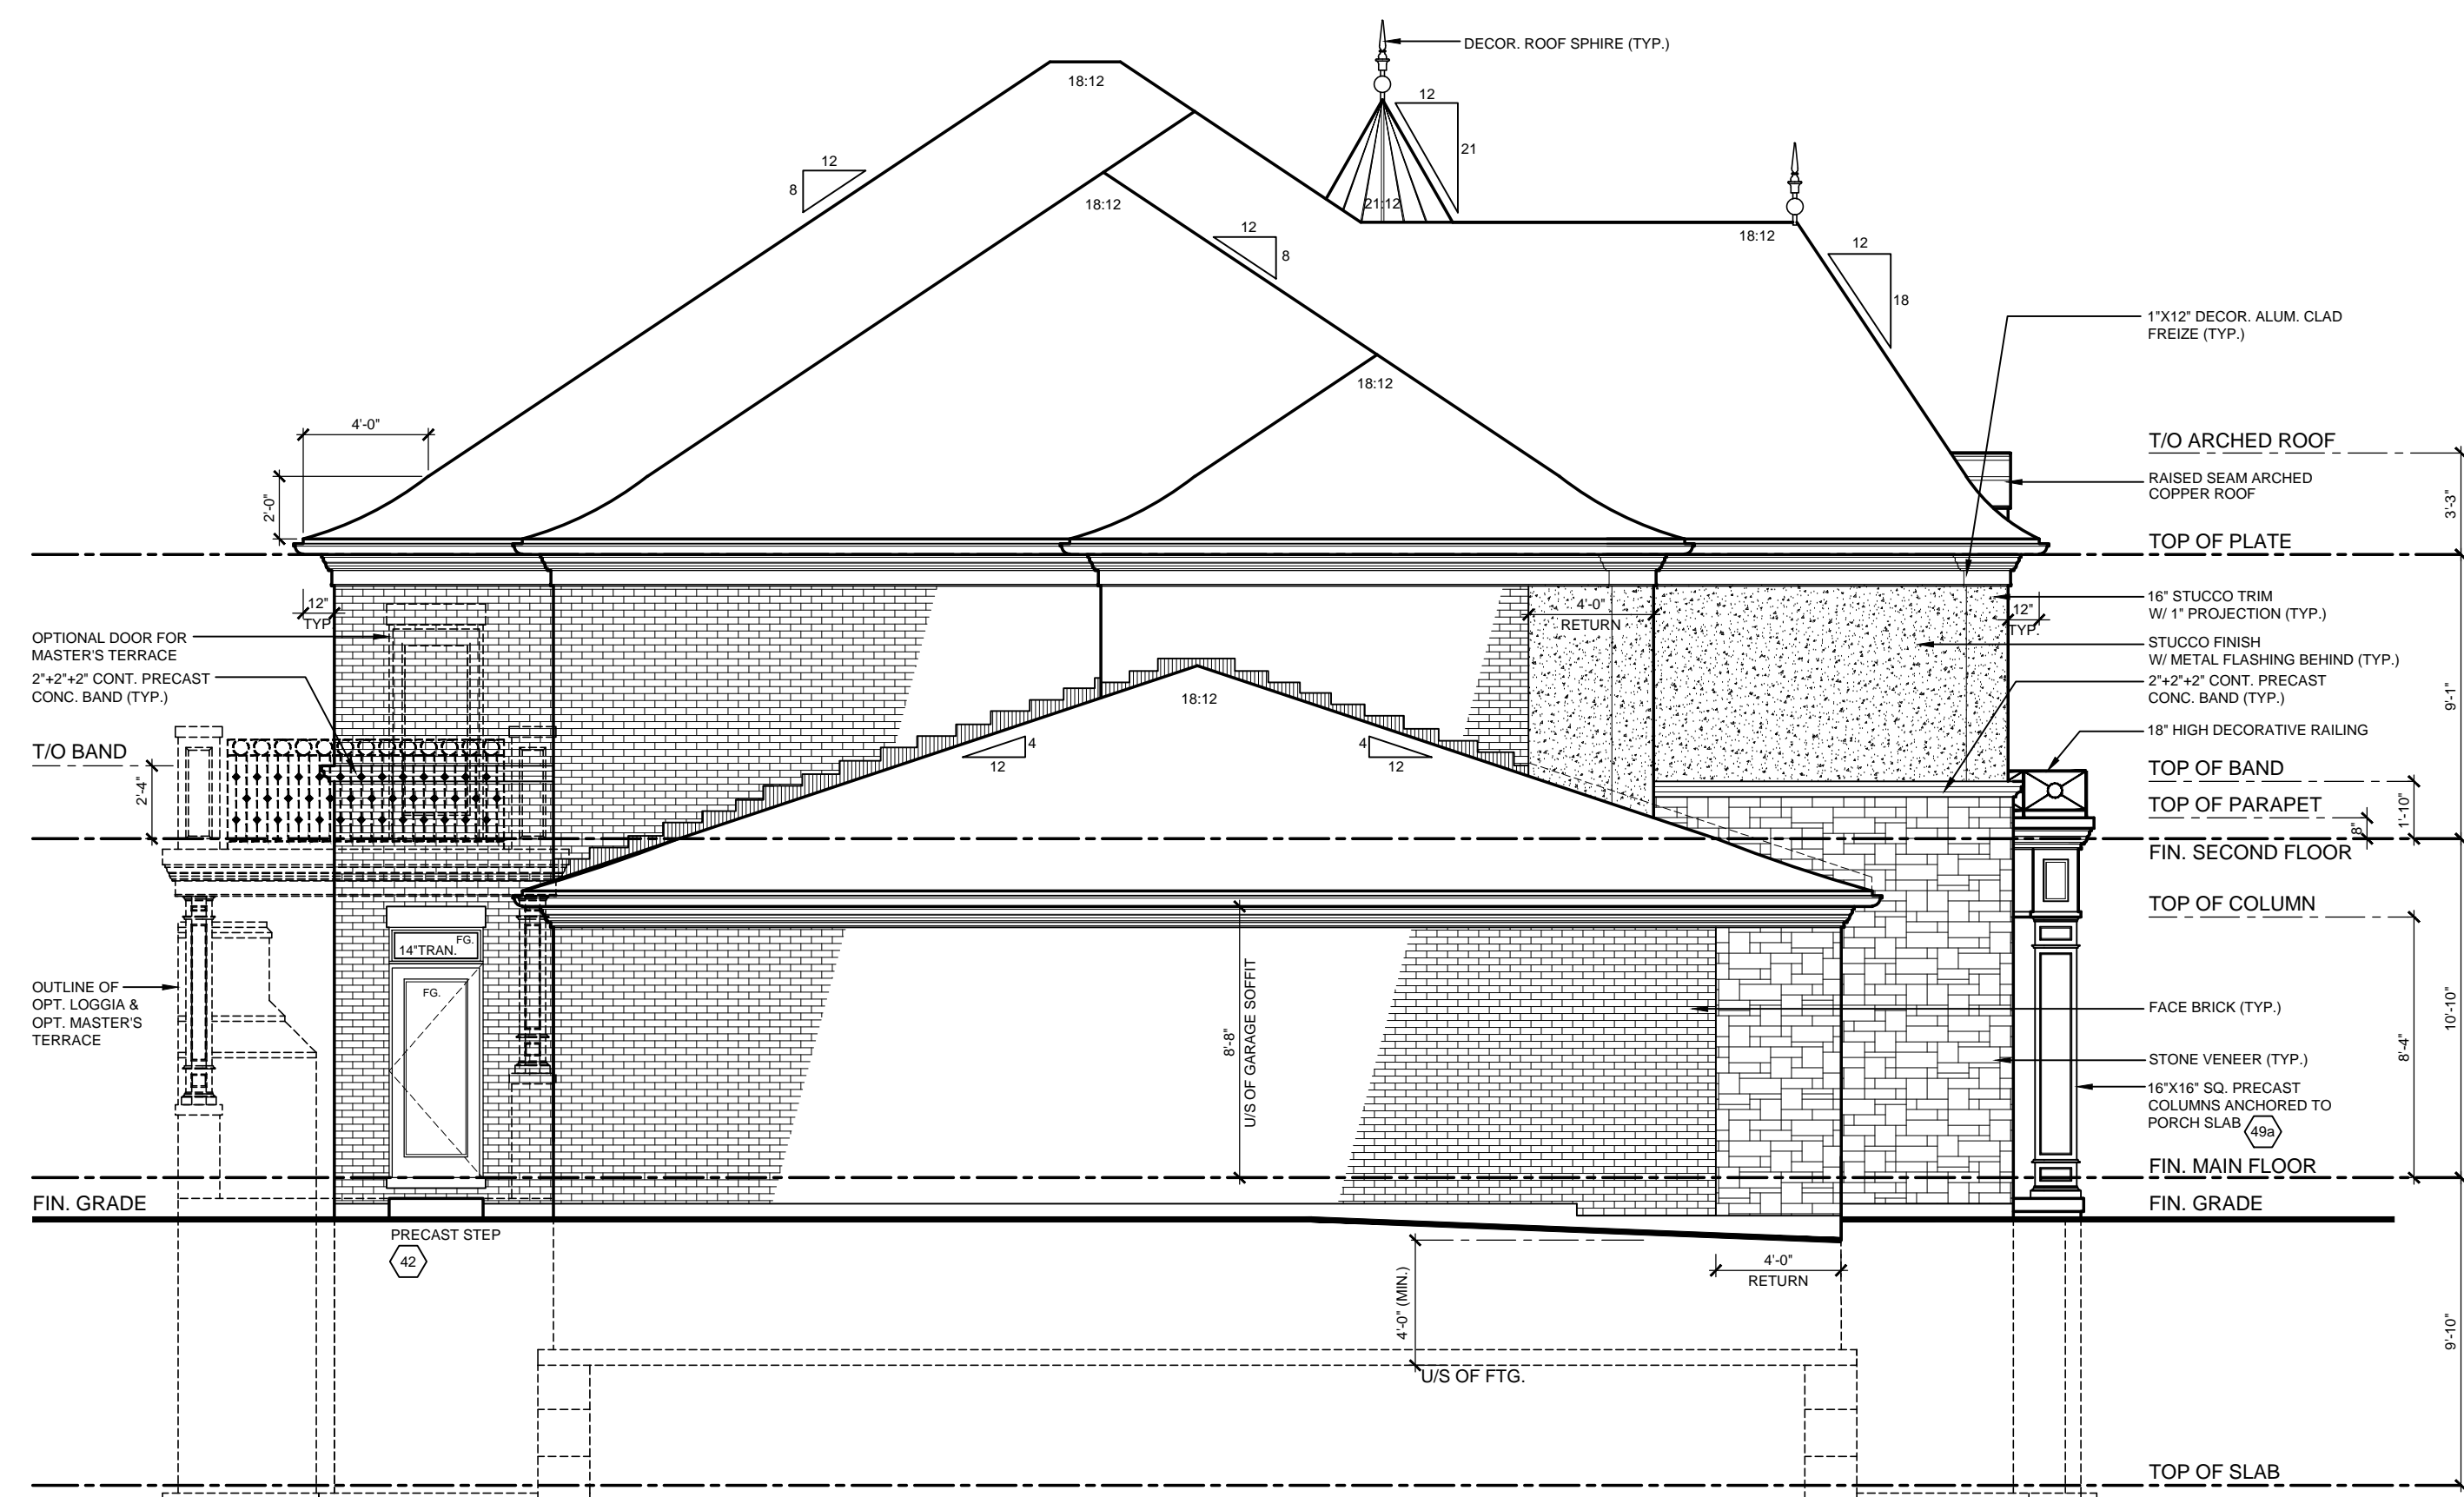 DECOR. ROOF SPHIRE (TYP.)
18:12
12
21
12
8
18:12
21:12
12
8
18:12
12
18
1"X12" DECOR. ALUM. CLAD
FREIZE (TYP.)
18:12
4'-0"
T/O ARCHED ROOF
RAISED SEAM ARCHED
COPPER ROOF
2'-0"
3'-3"
TOP OF PLATE
12"
TYP.
4'-0"
RETURN
12"
TYP.
16" STUCCO TRIM
W/ 1" PROJECTION (TYP.)
OPTIONAL DOOR FOR
MASTER'S TERRACE
STUCCO FINISH
W/ METAL FLASHING BEHIND (TYP.)
2"+2"+2" CONT. PRECAST
CONC. BAND (TYP.)
2"+2"+2" CONT. PRECAST
CONC. BAND (TYP.)
9'-1"
18:12
4
12
4
12
18" HIGH DECORATIVE RAILING
T/O BAND
TOP OF BAND
2'-4"
TOP OF PARAPET
1'-10"
8"
FIN. SECOND FLOOR
TOP OF COLUMN
FG.
14"TRAN.
FG.
OUTLINE OF
OPT. LOGGIA &
OPT. MASTER'S
TERRACE
8'-8"
U/S OF GARAGE SOFFIT
FACE BRICK (TYP.)
10'-10"
8'-4"
STONE VENEER (TYP.)
16"X16" SQ. PRECAST
COLUMNS ANCHORED TO
PORCH SLAB
49a
FIN. MAIN FLOOR
FIN. GRADE
FIN. GRADE
PRECAST STEP
42
4'-0"
RETURN
4'-0" (MIN.)
U/S OF FTG.
9'-10"
TOP OF SLAB